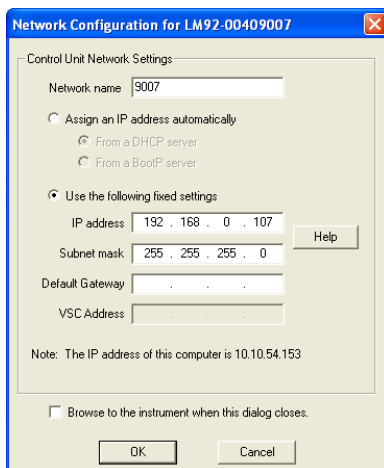 Network Configuration for LM92-00409007
Control Unit Network Settings
Network name 9007
Assign an IP address automatically
From a DHCP server
From a BootP server
Use the following fixed settings
IP address 192 . 168 . 0 . 107
Help
Subnet mask 255 . 255 . 255 . 0
Default Gateway . . .
VSC Address . . .
Note: The IP address of this computer is 10.10.54.153
Browse to the instrument when this dialog closes.
OK Cancel